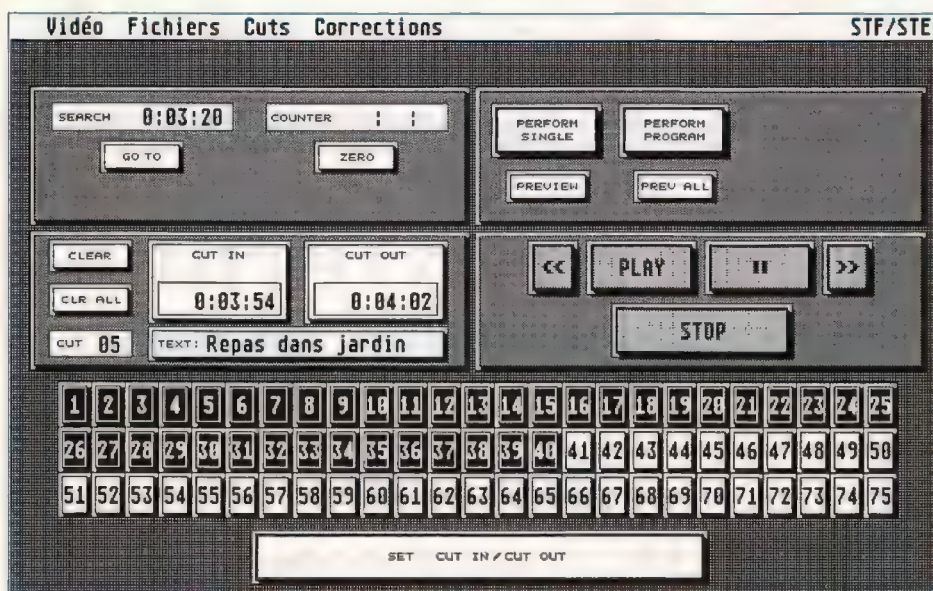 Vidéo Fichiers Cuts Corrections STF/STE
SEARCH 0:03:20 COUNTER : :
GO TO ZERO
PERFORM SINGLE PERFORM PROGRAM
PREVIEW PREV ALL
CLEAR CUT IN CUT OUT
CLR ALL 0:03:54 0:04:02
CUT 05 TEXT: Repas dans jardin
<< PLAY II >>
STOP
1 2 3 4 5 6 7 8 9 10 11 12 13 14 15 16 17 18 19 20 21 22 23 24 25
26 27 28 29 30 31 32 33 34 35 36 37 38 39 40 41 42 43 44 45 46 47 48 49 50
51 52 53 54 55 56 57 58 59 60 61 62 63 64 65 66 67 68 69 70 71 72 73 74 75
SET CUT IN/CUT OUT